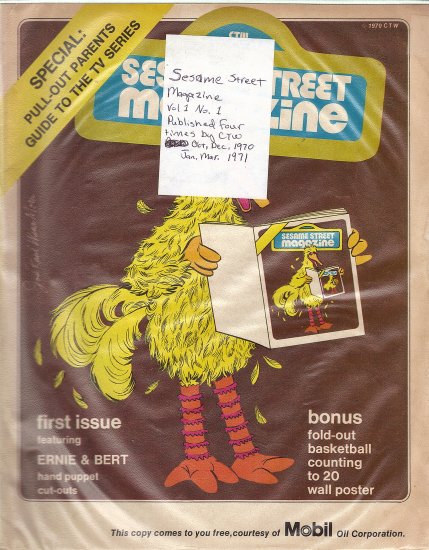 © 1970 CTW
CTW
SPECIAL:
PULL-OUT PARENTS
GUIDE TO THE TV SERIES
Sesame Street
Magazine
Vol 1 No. 1
Published Four
times by CTW
Oct, Dec, 1970
Jan, Mar. 1971
SESAME STREET
magazine
SESAME STREET
magazine
first issue
featuring
ERNIE & BERT
hand puppet
cut-outs
bonus
fold-out
basketball
counting
to 20
wall poster
This copy comes to you free, courtesy of Mobil Oil Corporation.